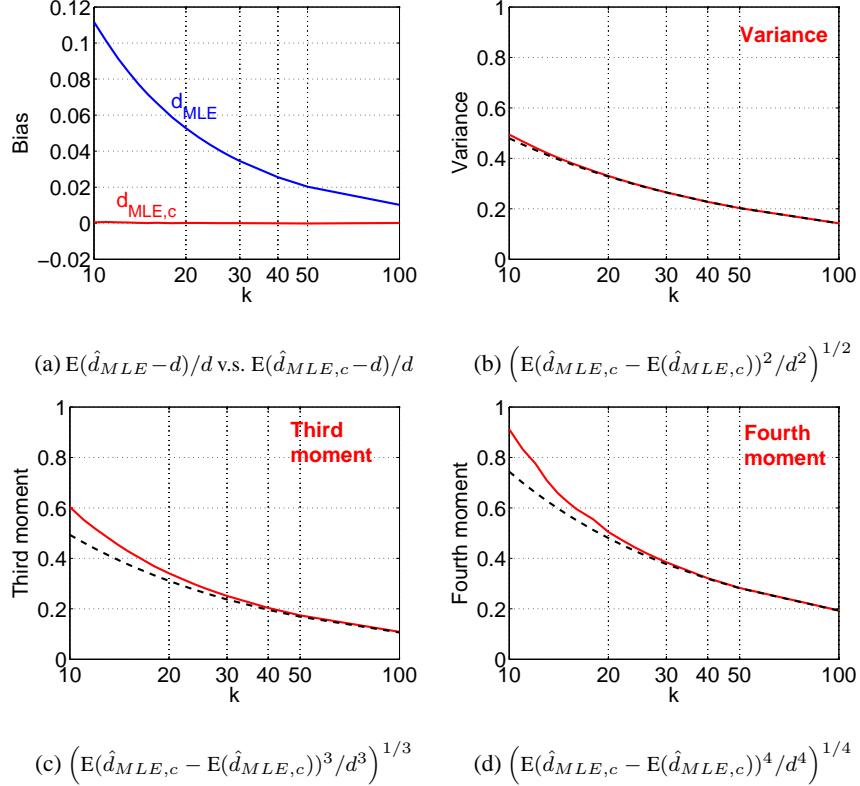 0.12
0.1
0.08
0.06
0.04
0.02
0
−0.02
Bias
d_MLE
d_MLE,c
10 20 30 40 50 100
k
(a) E(d̂_MLE − d)/d v.s. E(d̂_MLE,c − d)/d
1
0.8
0.6
0.4
0.2
0
Variance
Variance
10 20 30 40 50 100
k
(b) (E(d̂_MLE,c − E(d̂_MLE,c))^2/d^2)^1/2
1
0.8
0.6
0.4
0.2
0
Third moment
Third
moment
10 20 30 40 50 100
k
(c) (E(d̂_MLE,c − E(d̂_MLE,c))^3/d^3)^1/3
1
0.8
0.6
0.4
0.2
0
Fourth moment
Fourth
moment
10 20 30 40 50 100
k
(d) (E(d̂_MLE,c − E(d̂_MLE,c))^4/d^4)^1/4